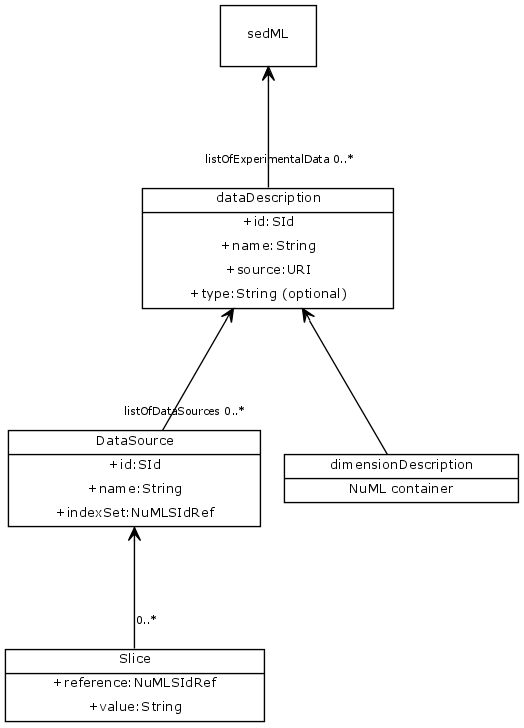 sedML
listOfExperimentalData 0..*
dataDescription
+id:SId
+name:String
+source:URI
+type:String (optional)
listOfDataSources 0..*
DataSource
+id:SId
+name:String
+indexSet:NuMLSIdRef
dimensionDescription
NuML container
0..*
Slice
+reference:NuMLSIdRef
+value:String